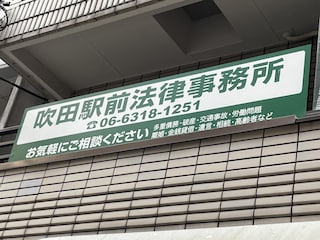 吹田駅前法律事務所
☎06-6318-1251
お気軽にご相談ください
多重債務・破産・交通事故・労働問題
離婚・金銭貸借・遺言・相続・高齢者など